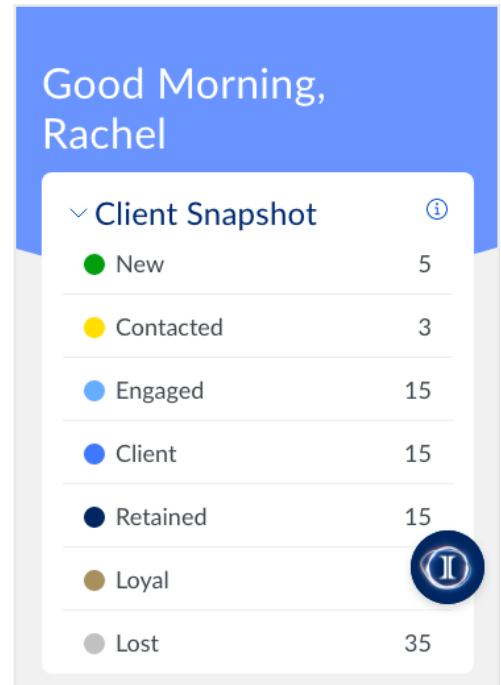 Good Morning,
Rachel
Client Snapshot
New 5
Contacted 3
Engaged 15
Client 15
Retained 15
Loyal
Lost 35